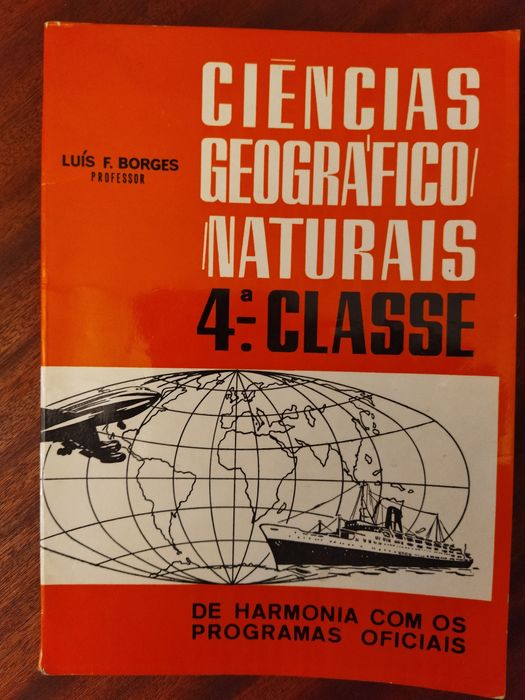 CIÊNCIAS
GEOGRÁFICO
NATURAIS
4.ª CLASSE
LUÍS F. BORGES
PROFESSOR
DE HARMONIA COM OS
PROGRAMAS OFICIAIS